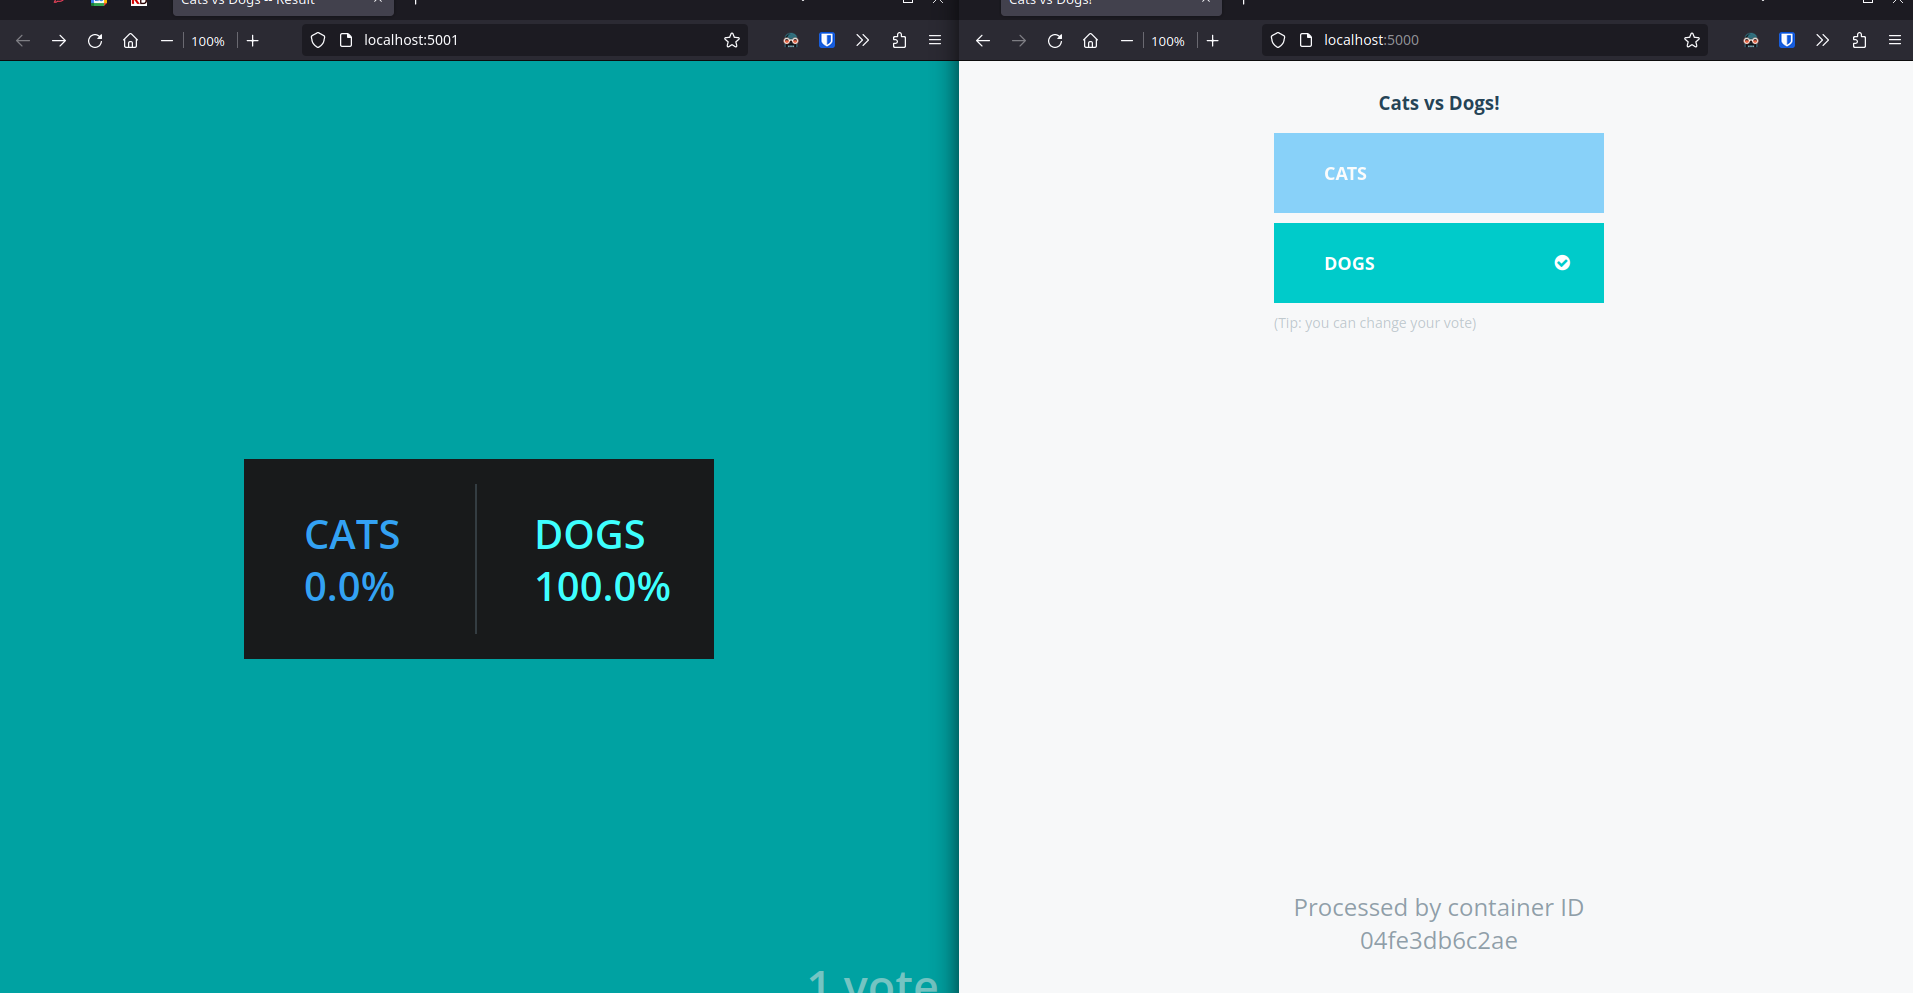 Cats vs Dogs -- Result
100%
localhost:5001
CATS
0.0%
DOGS
100.0%
1 vote
Cats vs Dogs!
100%
localhost:5000
Cats vs Dogs!
CATS
DOGS
(Tip: you can change your vote)
Processed by container ID
04fe3db6c2ae